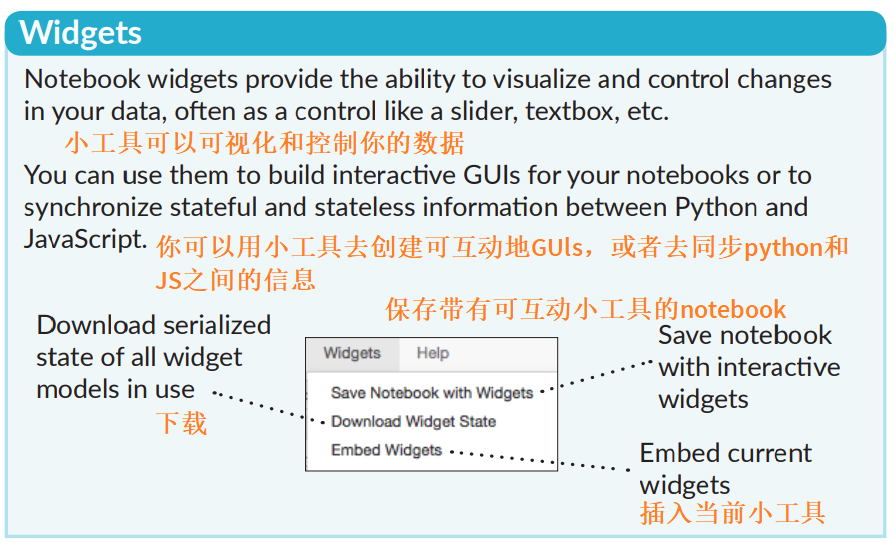 Widgets
Notebook widgets provide the ability to visualize and control changes
in your data, often as a control like a slider, textbox, etc.
小工具可以可视化和控制你的数据
You can use them to build interactive GUIs for your notebooks or to
synchronize stateful and stateless information between Python and
JavaScript.
你可以用小工具去创建可互动地GUls，或者去同步python和
JS之间的信息
保存带有可互动小工具的notebook
Download serialized
state of all widget
models in use
下载
Widgets Help
Save Notebook with Widgets
Download Widget State
Embed Widgets
Save notebook
with interactive
widgets
Embed current
widgets
插入当前小工具